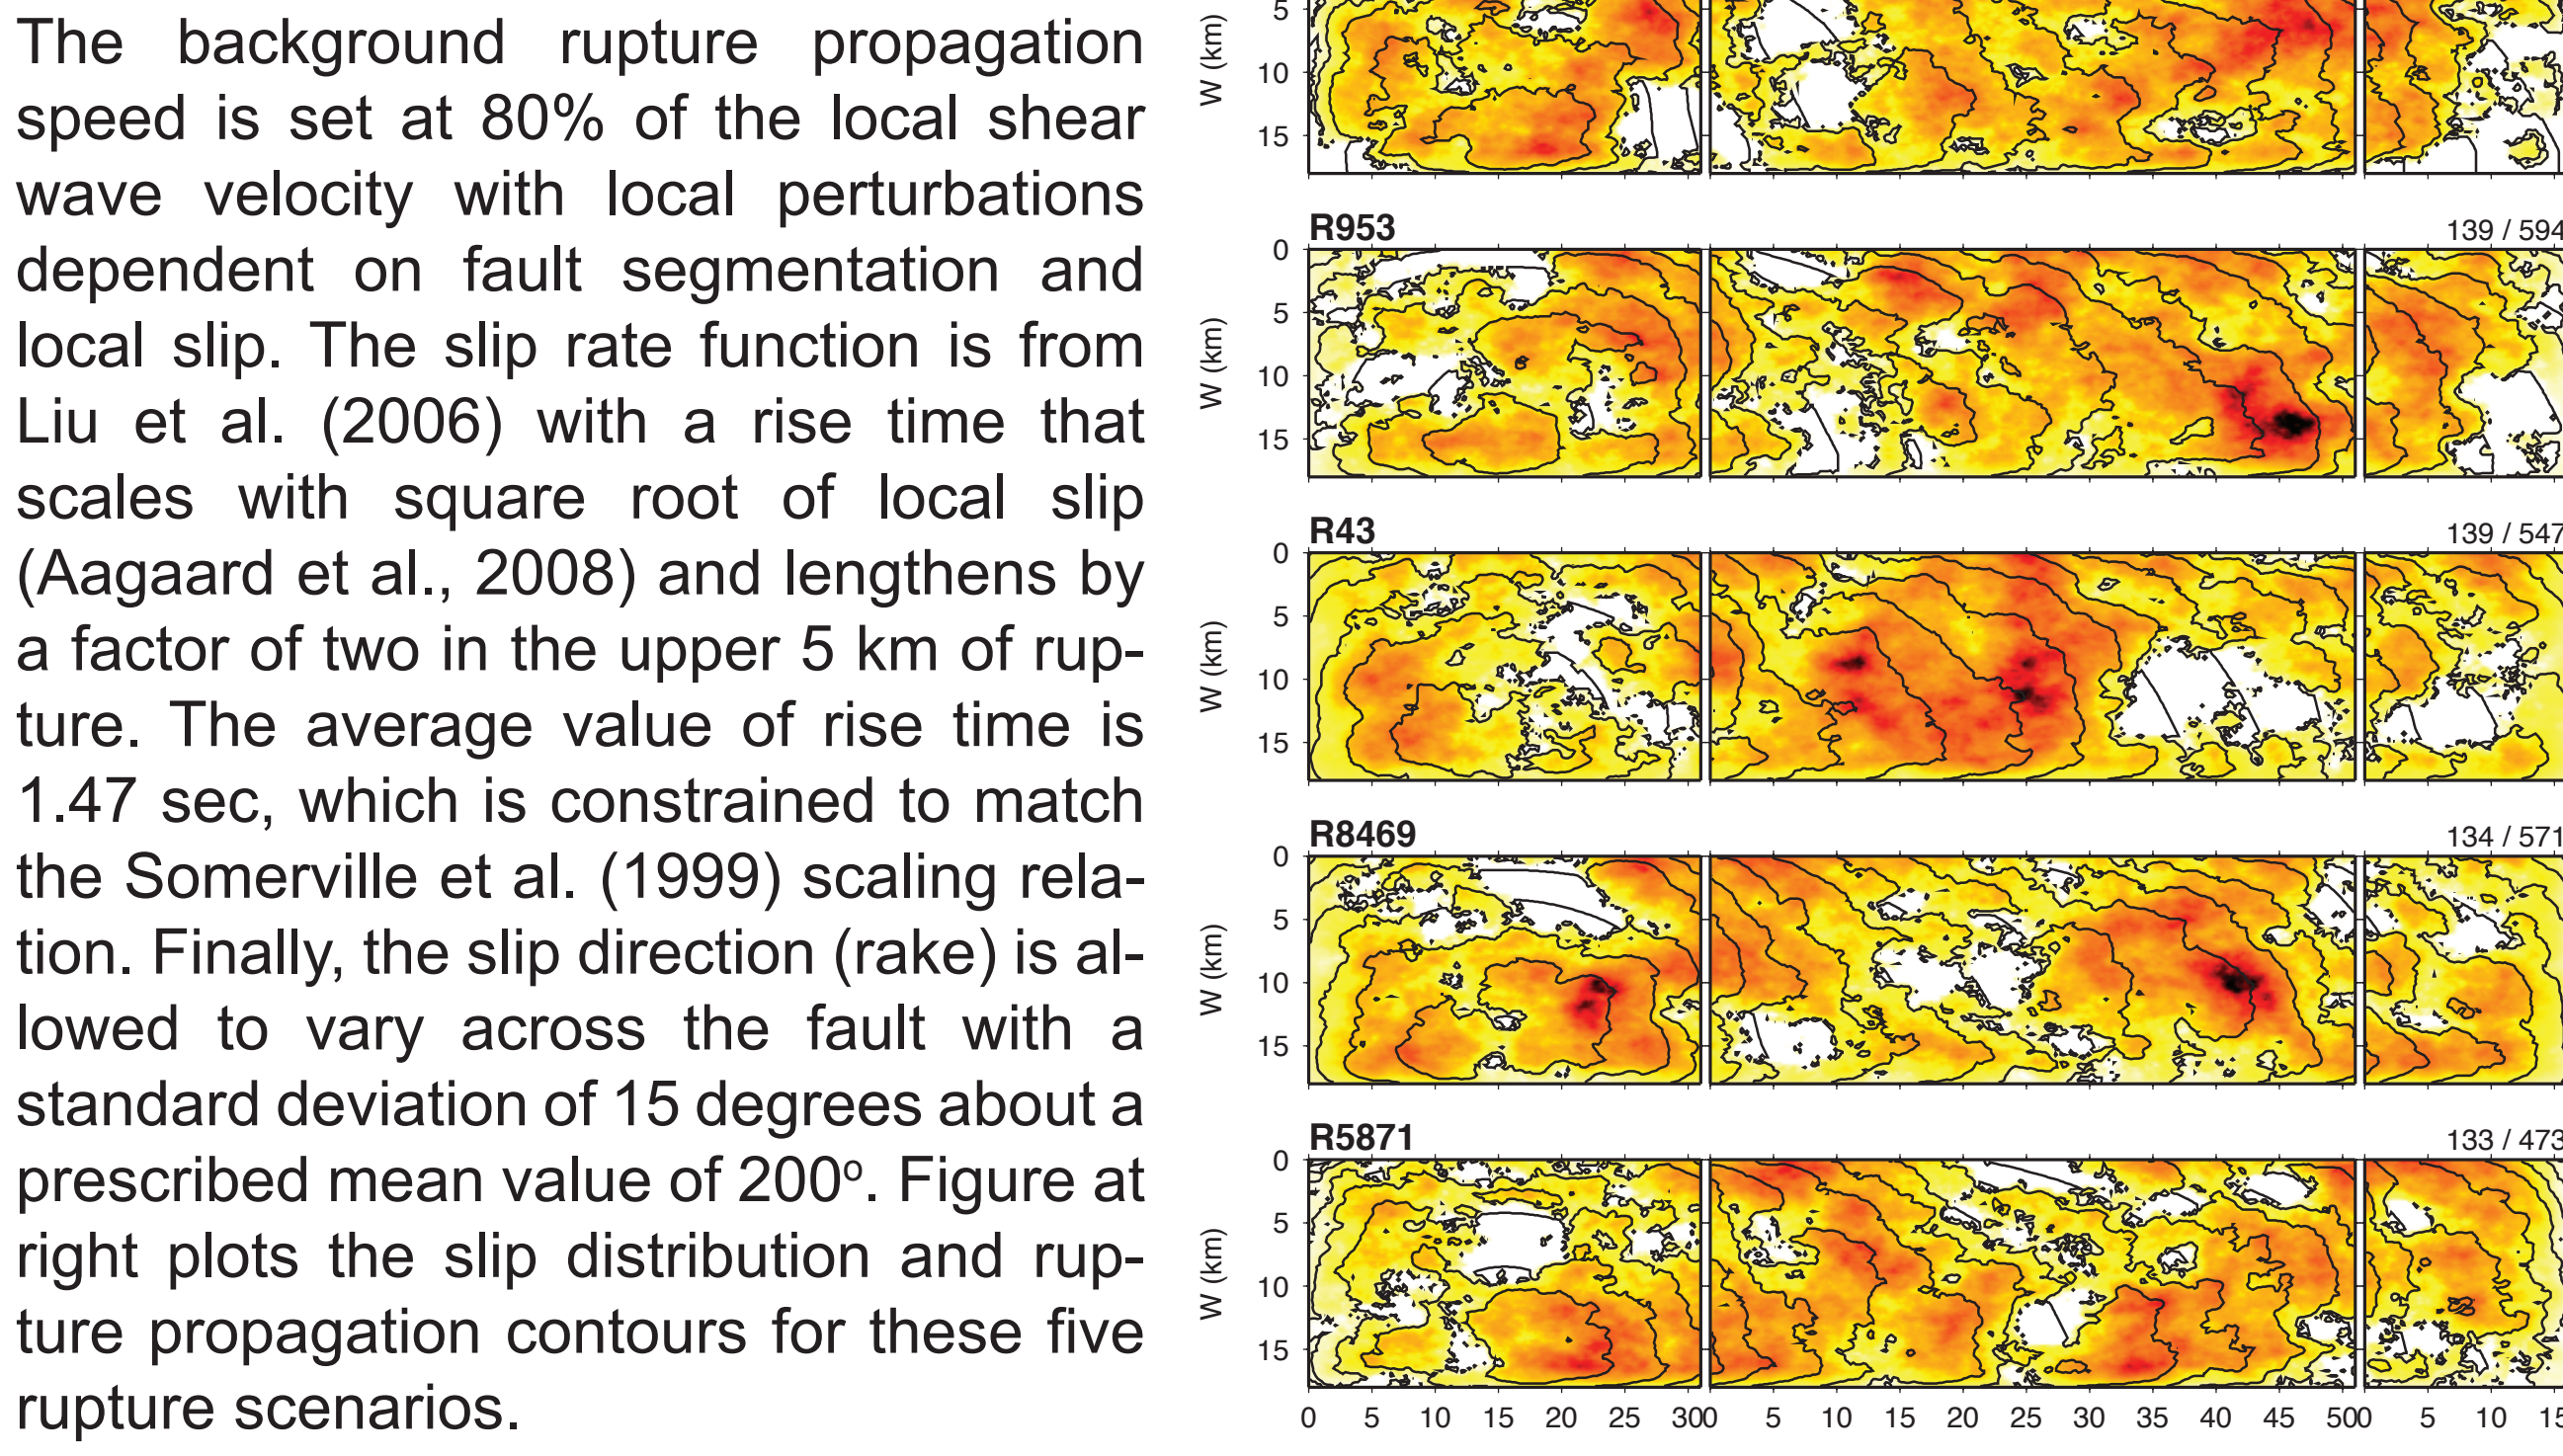 The background rupture propagation
speed is set at 80% of the local shear
wave velocity with local perturbations
dependent on fault segmentation and
local slip. The slip rate function is from
Liu et al. (2006) with a rise time that
scales with square root of local slip
(Aagaard et al., 2008) and lengthens by
a factor of two in the upper 5 km of rup-
ture. The average value of rise time is
1.47 sec, which is constrained to match
the Somerville et al. (1999) scaling rela-
tion. Finally, the slip direction (rake) is al-
lowed to vary across the fault with a
standard deviation of 15 degrees about a
prescribed mean value of 200º. Figure at
right plots the slip distribution and rup-
ture propagation contours for these five
rupture scenarios.
5
W (km)
10
15
R953 139 / 594
0
5
W (km)
10
15
R43 139 / 547
0
5
W (km)
10
15
R8469 134 / 571
0
5
W (km)
10
15
R5871 133 / 473
0
5
W (km)
10
15
0 5 10 15 20 25 30 0 5 10 15 20 25 30 35 40 45 50 0 5 10 15